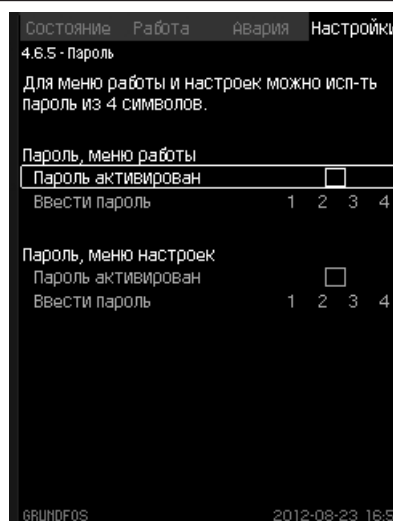 Состояние Работа Авария Настройки
4.6.5 - Пароль
Для меню работы и настроек можно исп-ть
пароль из 4 символов.
Пароль, меню работы
Пароль активирован
Ввести пароль 1 2 3 4
Пароль, меню настроек
Пароль активирован
Ввести пароль 1 2 3 4
GRUNDFOS 2012-08-23 16:5